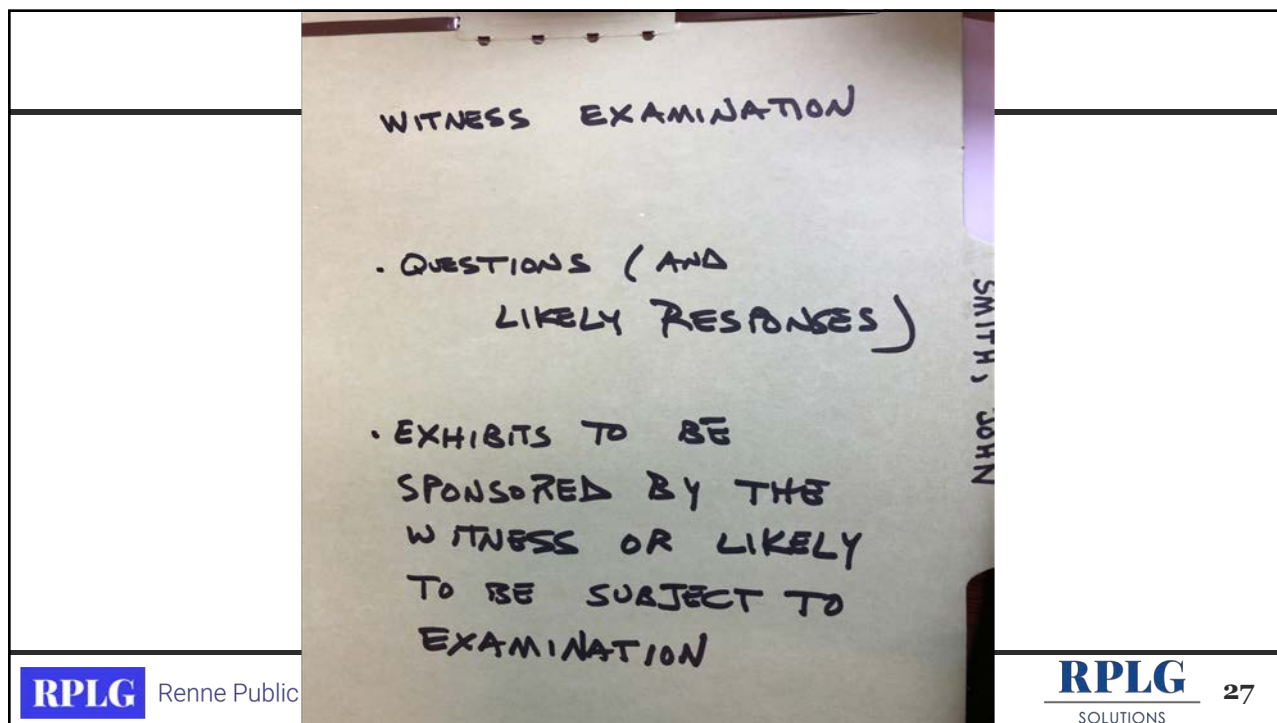 WITNESS EXAMINATION
• QUESTIONS (AND
LIKELY RESPONSES)
• EXHIBITS TO BE
SPONSORED BY THE
WITNESS OR LIKELY
TO BE SUBJECT TO
EXAMINATION
SMITH, JOHN
RPLG Renne Public
RPLG
SOLUTIONS
27